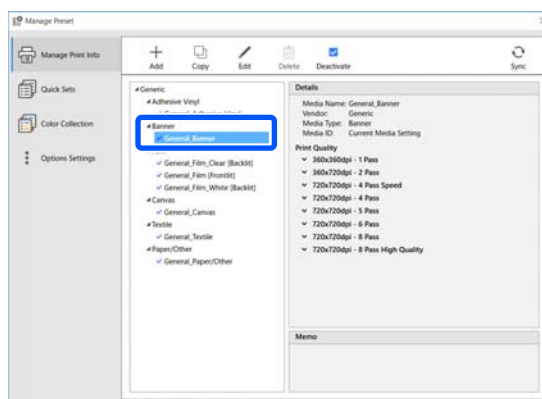 Manage Preset
Manage Print Info
Quick Sets
Color Collection
Options Settings
Add Copy Edit Delete Deactivate Sync
Generic
Adhesive Vinyl
Banner
General_Banner
General_Film_Clear [Backlit]
General_Film [Frontlit]
General_Film_White [Backlit]
Canvas
General_Canvas
Textile
General_Textile
Paper/Other
General_Paper/Other
Details
Media Name: General_Banner
Vendor: Generic
Media Type: Banner
Media ID: Current Media Setting
Print Quality
360x360dpi - 1 Pass
360x720dpi - 2 Pass
720x720dpi - 4 Pass Speed
720x720dpi - 4 Pass
720x720dpi - 5 Pass
720x720dpi - 6 Pass
720x720dpi - 8 Pass
720x720dpi - 8 Pass High Quality
Memo